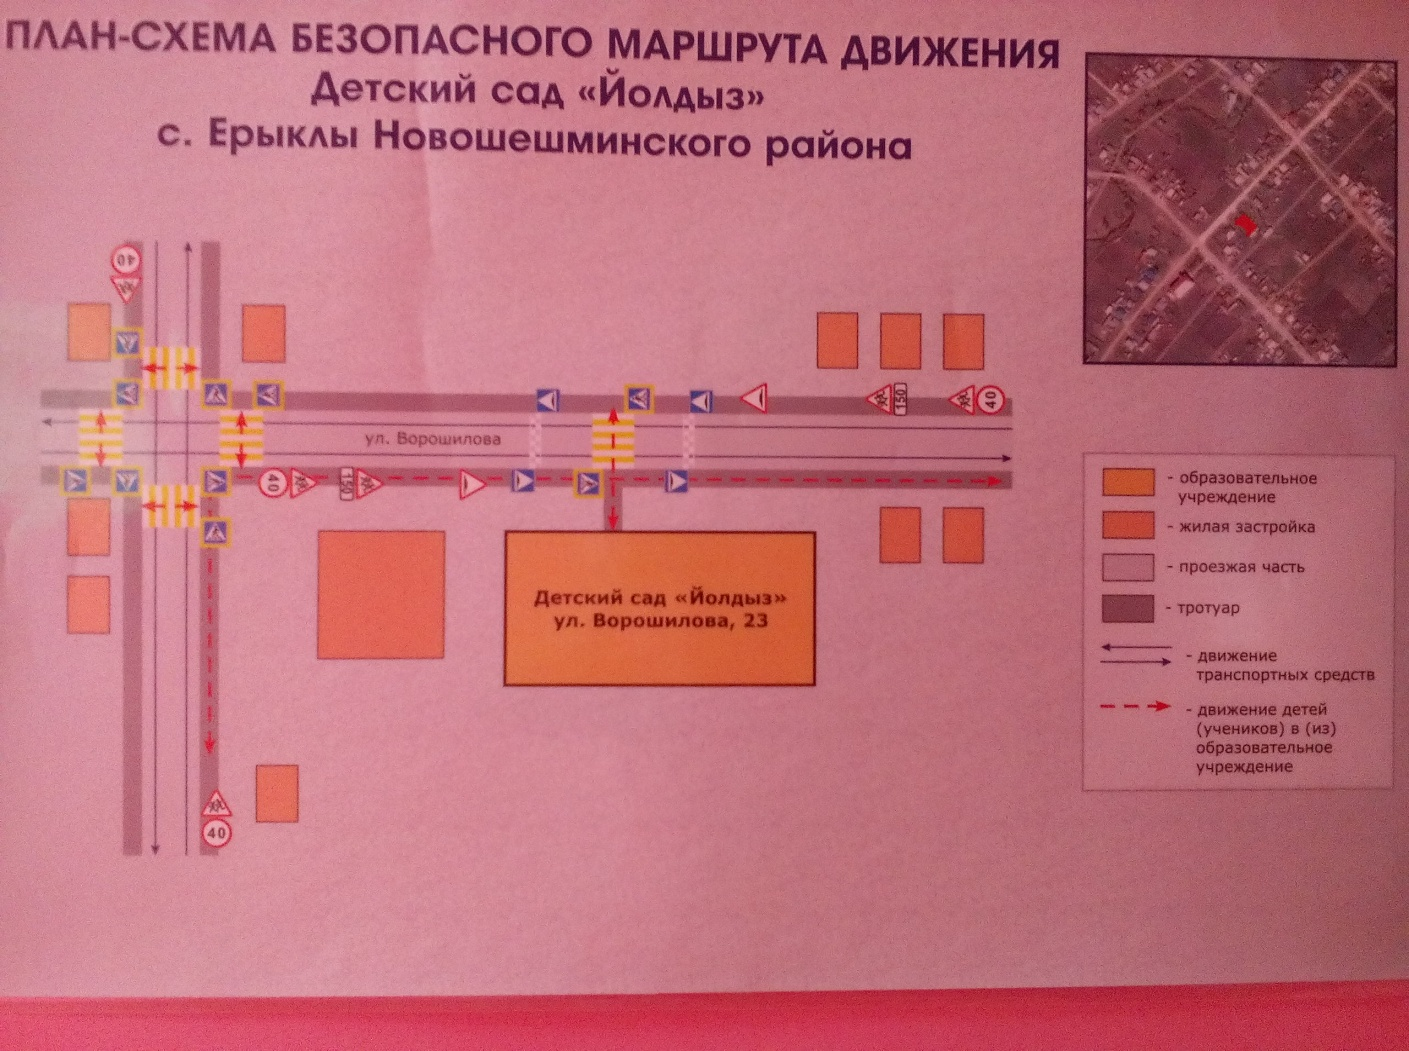 ПЛАН-СХЕМА БЕЗОПАСНОГО МАРШРУТА ДВИЖЕНИЯ
Детский сад «Йолдыз»
с. Ерыклы Новошешминского района
40
150
40
ул. Ворошилова
40
150
Детский сад «Йолдыз»
ул. Ворошилова, 23
40
- образовательное
учреждение
- жилая застройка
- проезжая часть
- тротуар
- движение
транспортных средств
- движение детей
(учеников) в (из)
образовательное
учреждение